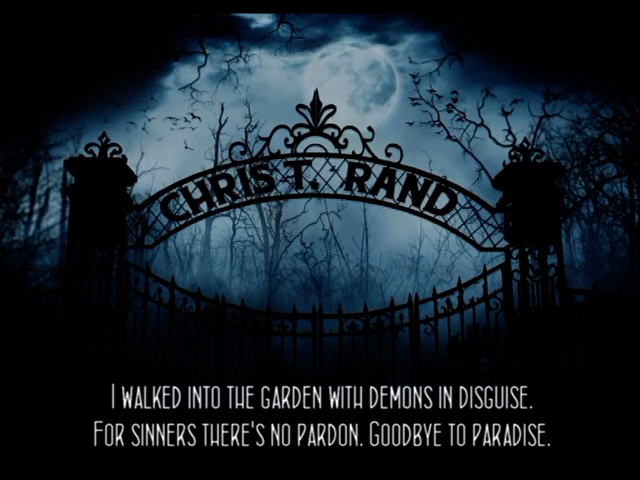 CHRIS T. RAND
I WALKED INTO THE GARDEN WITH DEMONS IN DISGUISE.
FOR SINNERS THERE'S NO PARDON. GOODBYE TO PARADISE.